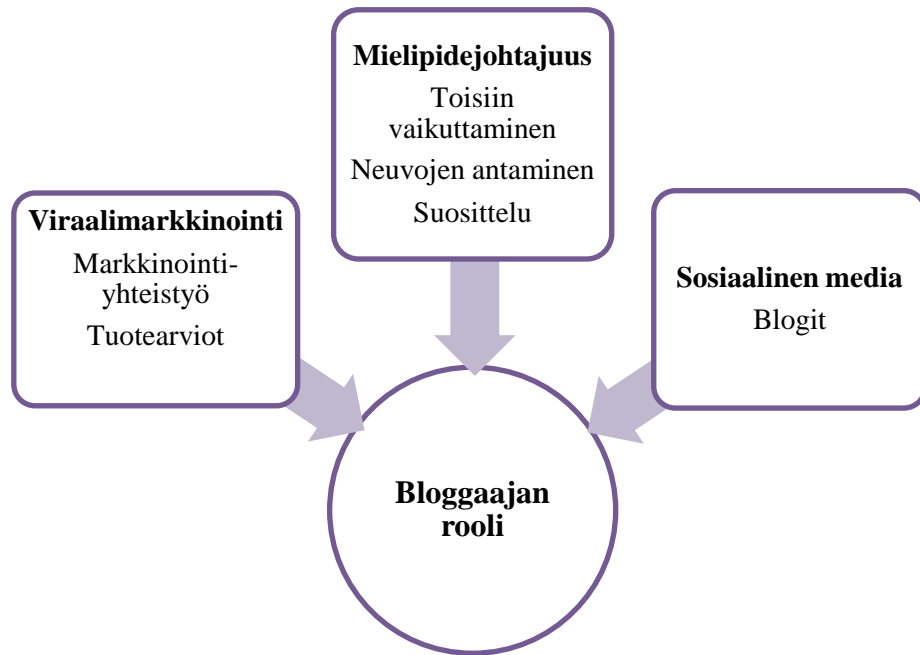 Mielipidejohtajuus
Toisiin
vaikuttaminen
Neuvojen antaminen
Suosittelu
Viraalimarkkinointi
Markkinointi-
yhteistyö
Tuotearviot
Sosiaalinen media
Blogit
Bloggaajan
rooli